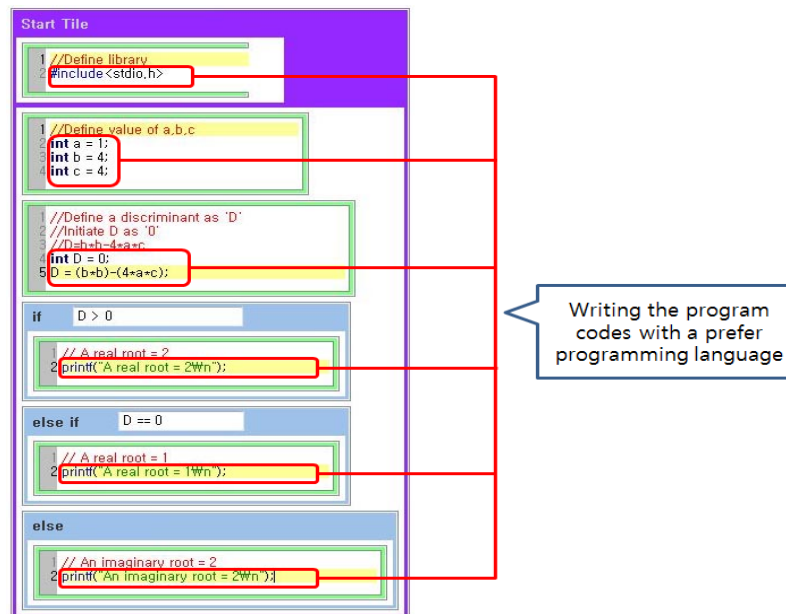 Start Tile
1 //Define library
2 #include<stdio.h>
1 //Define value of a,b,c
2 int a = 1;
3 int b = 4;
4 int c = 4;
1 //Define a discriminant as 'D'
2 //Initiate D as '0'
3 //D=b*b-4*a*c
4 int D = 0;
5 D = (b*b)-(4*a*c);
if D > 0
1 // A real root = 2
2 printf("A real root = 2₩n");
else if D == 0
1 // A real root = 1
2 printf("A real root = 1₩n");
else
1 // An imaginary root = 2
2 printf("An imaginary root = 2₩n");
Writing the program
codes with a prefer
programming language